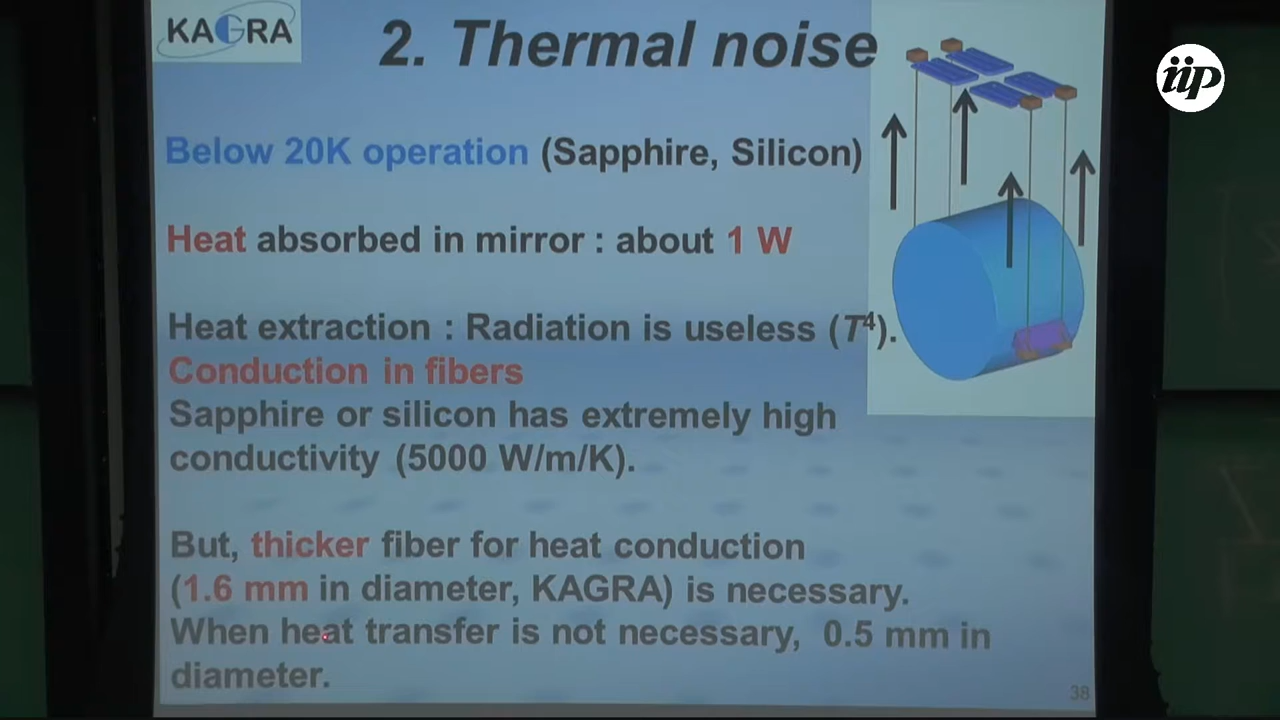 KAGRA
2. Thermal noise
iip
Below 20K operation (Sapphire, Silicon)
Heat absorbed in mirror : about 1 W
Heat extraction : Radiation is useless (T⁴).
Conduction in fibers
Sapphire or silicon has extremely high
conductivity (5000 W/m/K).
But, thicker fiber for heat conduction
(1.6 mm in diameter, KAGRA) is necessary.
When heat transfer is not necessary, 0.5 mm in
diameter.
38